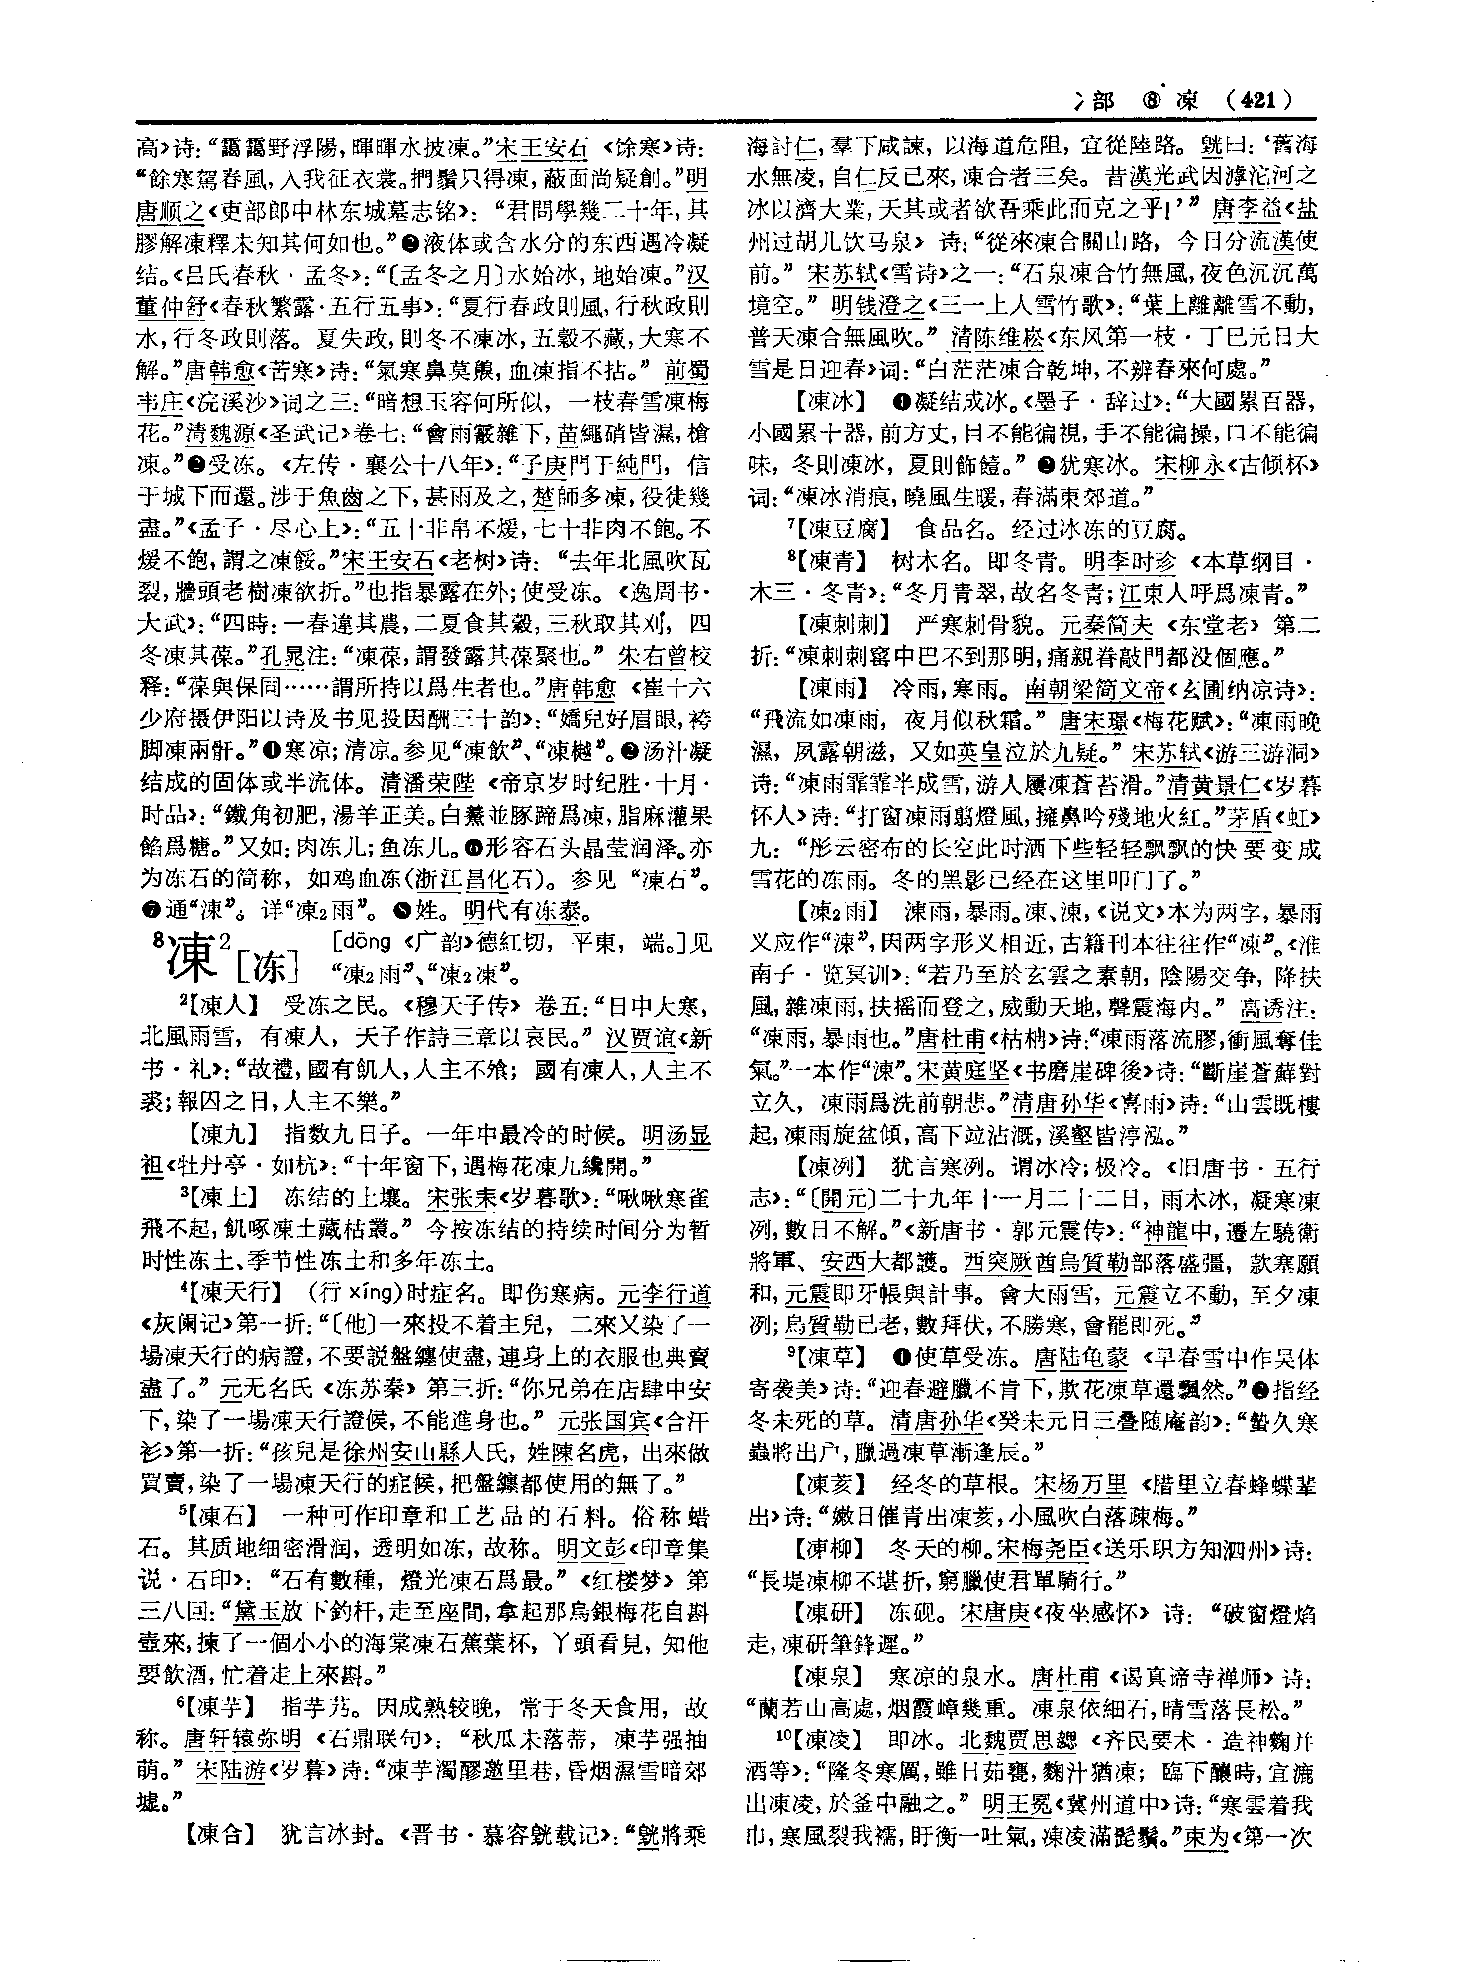 冫部 ⑧ 凍 （421）
高》诗：“靄靄野浮陽，暉暉水披凍。”宋王安石《馀寒》诗：
“餘寒駕春風，入我征衣裳。捫鬚只得凍，蔽面尚疑創。”明
唐顺之《吏部郎中林东城墓志铭》：“君問學幾二十年，其
膠解凍釋未知其何如也。”❷液体或含水分的东西遇冷凝
结。《吕氏春秋·孟冬》：“〔孟冬之月〕水始冰，地始凍。”汉
董仲舒《春秋繁露·五行五事》：“夏行春政則風，行秋政則
水，行冬政則落。夏失政，則冬不凍冰，五穀不藏，大寒不
解。”唐韩愈《苦寒》诗：“氣寒鼻莫齅，血凍指不拈。”前蜀
韦庄《浣溪沙》词之三：“暗想玉容何所似，一枝春雪凍梅
花。”清魏源《圣武记》卷七：“會雨霰雜下，苗繩硝皆濕，槍
凍。”❸受冻。《左传·襄公十八年》：“子庚門于純門，信
于城下而還。涉于魚齒之下，甚雨及之，楚師多凍，役徒幾
盡。”《孟子·尽心上》：“五十非帛不煖，七十非肉不飽。不
煖不飽，謂之凍餒。”宋王安石《老树》诗：“去年北風吹瓦
裂，牆頭老樹凍欲折。”也指暴露在外；使受冻。《逸周书·
大武》：“四時：一春違其農，二夏食其穀，三秋取其刈，四
冬凍其葆。”孔晁注：“凍葆，謂發露其葆聚也。”朱右曾校
释：“葆與保同……謂所持以爲生者也。”唐韩愈《崔十六
少府摄伊阳以诗及书见投因酬三十韵》：“嬌兒好眉眼，袴
脚凍兩骭。”❹寒凉；清凉。参见“凍飲”、“凍樾”。❺汤汁凝
结成的固体或半流体。清潘荣陛《帝京岁时纪胜·十月·
时品》：“鐵角初肥，湯羊正美。白鮝並豚蹄爲凍，脂麻灌果
餡爲糖。”又如：肉冻儿；鱼冻儿。❻形容石头晶莹润泽。亦
为冻石的简称，如鸡血冻（浙江昌化石）。参见“凍石”。
❼通“涷”。详“凍₂雨”。❽姓。明代有冻泰。
⁸凍²［冻］ ［dōng《广韵》德紅切，平東，端。］见
“凍₂雨”、“凍₂凍”。
²【凍人】 受冻之民。《穆天子传》卷五：“日中大寒，
北風雨雪，有凍人，天子作詩三章以哀民。”汉贾谊《新
书·礼》：“故禮，國有飢人，人主不飧；國有凍人，人主不
裘；報囚之日，人主不樂。”
【凍九】 指数九日子。一年中最冷的时候。明汤显
祖《牡丹亭·如杭》：“十年窗下，遇梅花凍九纔開。”
³【凍土】 冻结的土壤。宋张耒《岁暮歌》：“啾啾寒雀
飛不起，飢啄凍土藏枯叢。”今按冻结的持续时间分为暂
时性冻土、季节性冻土和多年冻土。
⁴【凍天行】 （行 xíng）时症名。即伤寒病。元李行道
《灰阑记》第一折：“〔他〕一來投不着主兒，二來又染了一
場凍天行的病證，不要説盤纏使盡，連身上的衣服也典賣
盡了。”元无名氏《冻苏秦》第三折：“你兄弟在店肆中安
下，染了一場凍天行證候，不能進身也。”元张国宾《合汗
衫》第一折：“孩兒是徐州安山縣人氏，姓陳名虎，出來做
買賣，染了一場凍天行的症候，把盤纏都使用的無了。”
⁵【凍石】 一种可作印章和工艺品的石料。俗称蜡
石。其质地细密滑润，透明如冻，故称。明文彭《印章集
说·石印》：“石有數種，燈光凍石爲最。”《红楼梦》第
三八回：“黛玉放下釣杆，走至座間，拿起那烏銀梅花自斟
壺來，揀了一個小小的海棠凍石蕉葉杯，丫頭看見，知他
要飲酒，忙着走上來斟。”
⁶【凍芋】 指芋艿。因成熟较晚，常于冬天食用，故
称。唐轩辕弥明《石鼎联句》：“秋瓜未落蒂，凍芋强抽
萌。”宋陆游《岁暮》诗：“凍芋濁醪邀里巷，昏烟濕雪暗郊
墟。”
【凍合】 犹言冰封。《晋书·慕容皝载记》：“皝將乘
海討仁，羣下咸諫，以海道危阻，宜從陸路。皝曰：‘舊海
水無凌，自仁反已來，凍合者三矣。昔漢光武因滹沱河之
冰以濟大業，天其或者欲吾乘此而克之乎！’”唐李益《盐
州过胡儿饮马泉》诗：“從來凍合關山路，今日分流漢使
前。”宋苏轼《雪诗》之一：“石泉凍合竹無風，夜色沉沉萬
境空。”明钱澄之《三一上人雪竹歌》：“葉上離離雪不動，
普天凍合無風吹。”清陈维崧《东风第一枝·丁巳元日大
雪是日迎春》词：“白茫茫凍合乾坤，不辨春來何處。”
【凍冰】 ❶凝结成冰。《墨子·辞过》：“大國累百器，
小國累十器，前方丈，目不能徧視，手不能徧操，口不能徧
味，冬則凍冰，夏則飾饐。”❷犹寒冰。宋柳永《古倾杯》
词：“凍冰消痕，曉風生暖，春滿東郊道。”
⁷【凍豆腐】 食品名。经过冰冻的豆腐。
⁸【凍青】 树木名。即冬青。明李时珍《本草纲目·
木三·冬青》：“冬月青翠，故名冬青；江東人呼爲凍青。”
【凍刺刺】 严寒刺骨貌。元秦简夫《东堂老》第二
折：“凍刺刺窰中巴不到那明，痛親眷敲門都没個應。”
【凍雨】 冷雨，寒雨。南朝梁简文帝《玄圃纳凉诗》：
“飛流如凍雨，夜月似秋霜。”唐宋璟《梅花赋》：“凍雨晚
濕，夙露朝滋，又如英皇泣於九疑。”宋苏轼《游三游洞》
诗：“凍雨霏霏半成雪，游人屨凍蒼苔滑。”清黄景仁《岁暮
怀人》诗：“打窗凍雨翦燈風，擁鼻吟殘地火紅。”茅盾《虹》
九：“彤云密布的长空此时洒下些轻轻飘飘的快要变成
雪花的冻雨。冬的黑影已经在这里叩门了。”
【凍₂雨】 涷雨，暴雨。凍、涷，《说文》本为两字，暴雨
义应作“涷”，因两字形义相近，古籍刊本往往作“凍”。《淮
南子·览冥训》：“若乃至於玄雲之素朝，陰陽交争，降扶
風，雜凍雨，扶摇而登之，威動天地，聲震海内。”高诱注：
“凍雨，暴雨也。”唐杜甫《枯柟》诗：“凍雨落流膠，衝風奪佳
氣。”一本作“涷”。宋黄庭坚《书磨崖碑後》诗：“斷崖蒼蘚對
立久，凍雨爲洗前朝悲。”清唐孙华《喜雨》诗：“山雲既樓
起，凍雨旋盆傾，高下竝沾溉，溪壑皆渟泓。”
【凍冽】 犹言寒冽。谓冰冷；极冷。《旧唐书·五行
志》：“〔開元〕二十九年十一月二十二日，雨木冰，凝寒凍
冽，數日不解。”《新唐书·郭元震传》：“神龍中，遷左驍衛
將軍、安西大都護。西突厥酋烏質勒部落盛彊，款塞願
和，元震即牙帳與計事。會大雨雪，元震立不動，至夕凍
冽；烏質勒已老，數拜伏，不勝寒，會罷即死。”
⁹【凍草】 ❶使草受冻。唐陆龟蒙《早春雪中作吴体
寄袭美》诗：“迎春避臘不肯下，欺花凍草還飄然。”❷指经
冬未死的草。清唐孙华《癸未元日三叠随庵韵》：“蟄久寒
蟲將出户，臘過凍草漸逢辰。”
【凍荄】 经冬的草根。宋杨万里《腊里立春蜂蝶辈
出》诗：“嫩日催青出凍荄，小風吹白落疎梅。”
【凍柳】 冬天的柳。宋梅尧臣《送乐职方知泗州》诗：
“長堤凍柳不堪折，窮臘使君單騎行。”
【凍研】 冻砚。宋唐庚《夜坐感怀》诗：“破窗燈焰
走，凍研筆鋒遲。”
【凍泉】 寒凉的泉水。唐杜甫《谒真谛寺禅师》诗：
“蘭若山高處，烟霞嶂幾重。凍泉依細石，晴雪落長松。”
¹⁰【凍凌】 即冰。北魏贾思勰《齐民要术·造神麴并
酒等》：“隆冬寒厲，雖日茹甕，麴汁猶凍；臨下釀時，宜漉
出凍凌，於釜中融之。”明王冕《冀州道中》诗：“寒雲着我
巾，寒風裂我襦，盱衡一吐氣，凍凌滿髭鬚。”束为《第一次